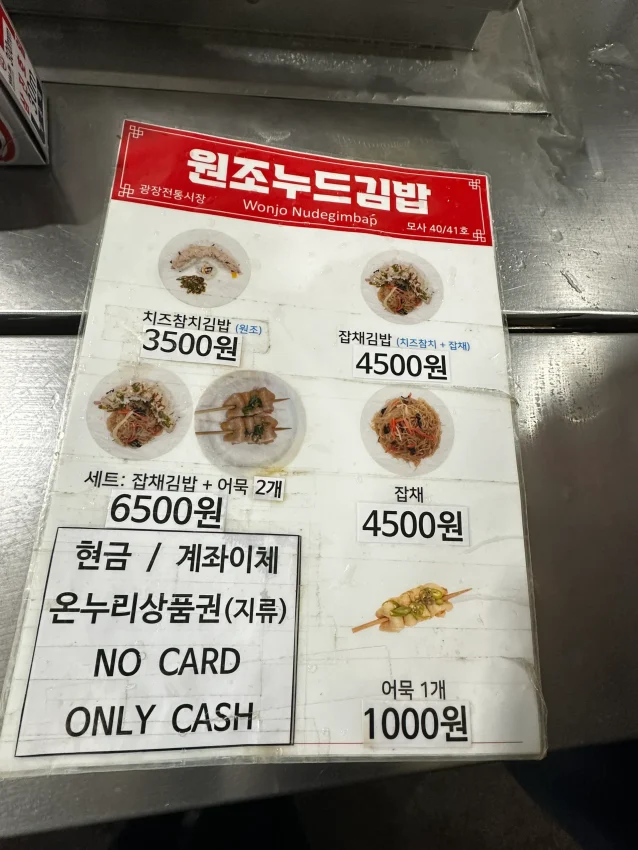 원조누드김밥
광장전통시장
Wonjo Nudegimbap
모사 40/41호
치즈참치김밥 (원조)
3500원
잡채김밥 (치즈참치 + 잡채)
4500원
세트: 잡채김밥 + 어묵 2개
6500원
잡채
4500원
현금 / 계좌이체
온누리상품권(지류)
NO CARD
ONLY CASH
어묵 1개
1000원